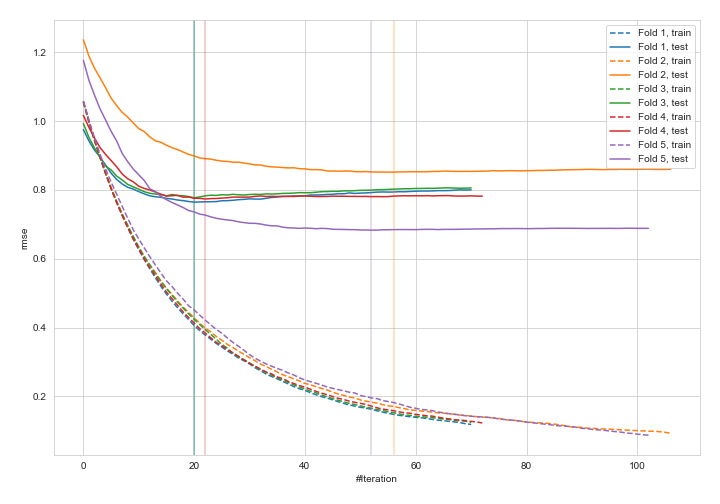 1.2
1.0
0.8
0.6
0.4
0.2
rmse
0
20
40
60
80
100
#Iteration
Fold 1, train
Fold 1, test
Fold 2, train
Fold 2, test
Fold 3, train
Fold 3, test
Fold 4, train
Fold 4, test
Fold 5, train
Fold 5, test